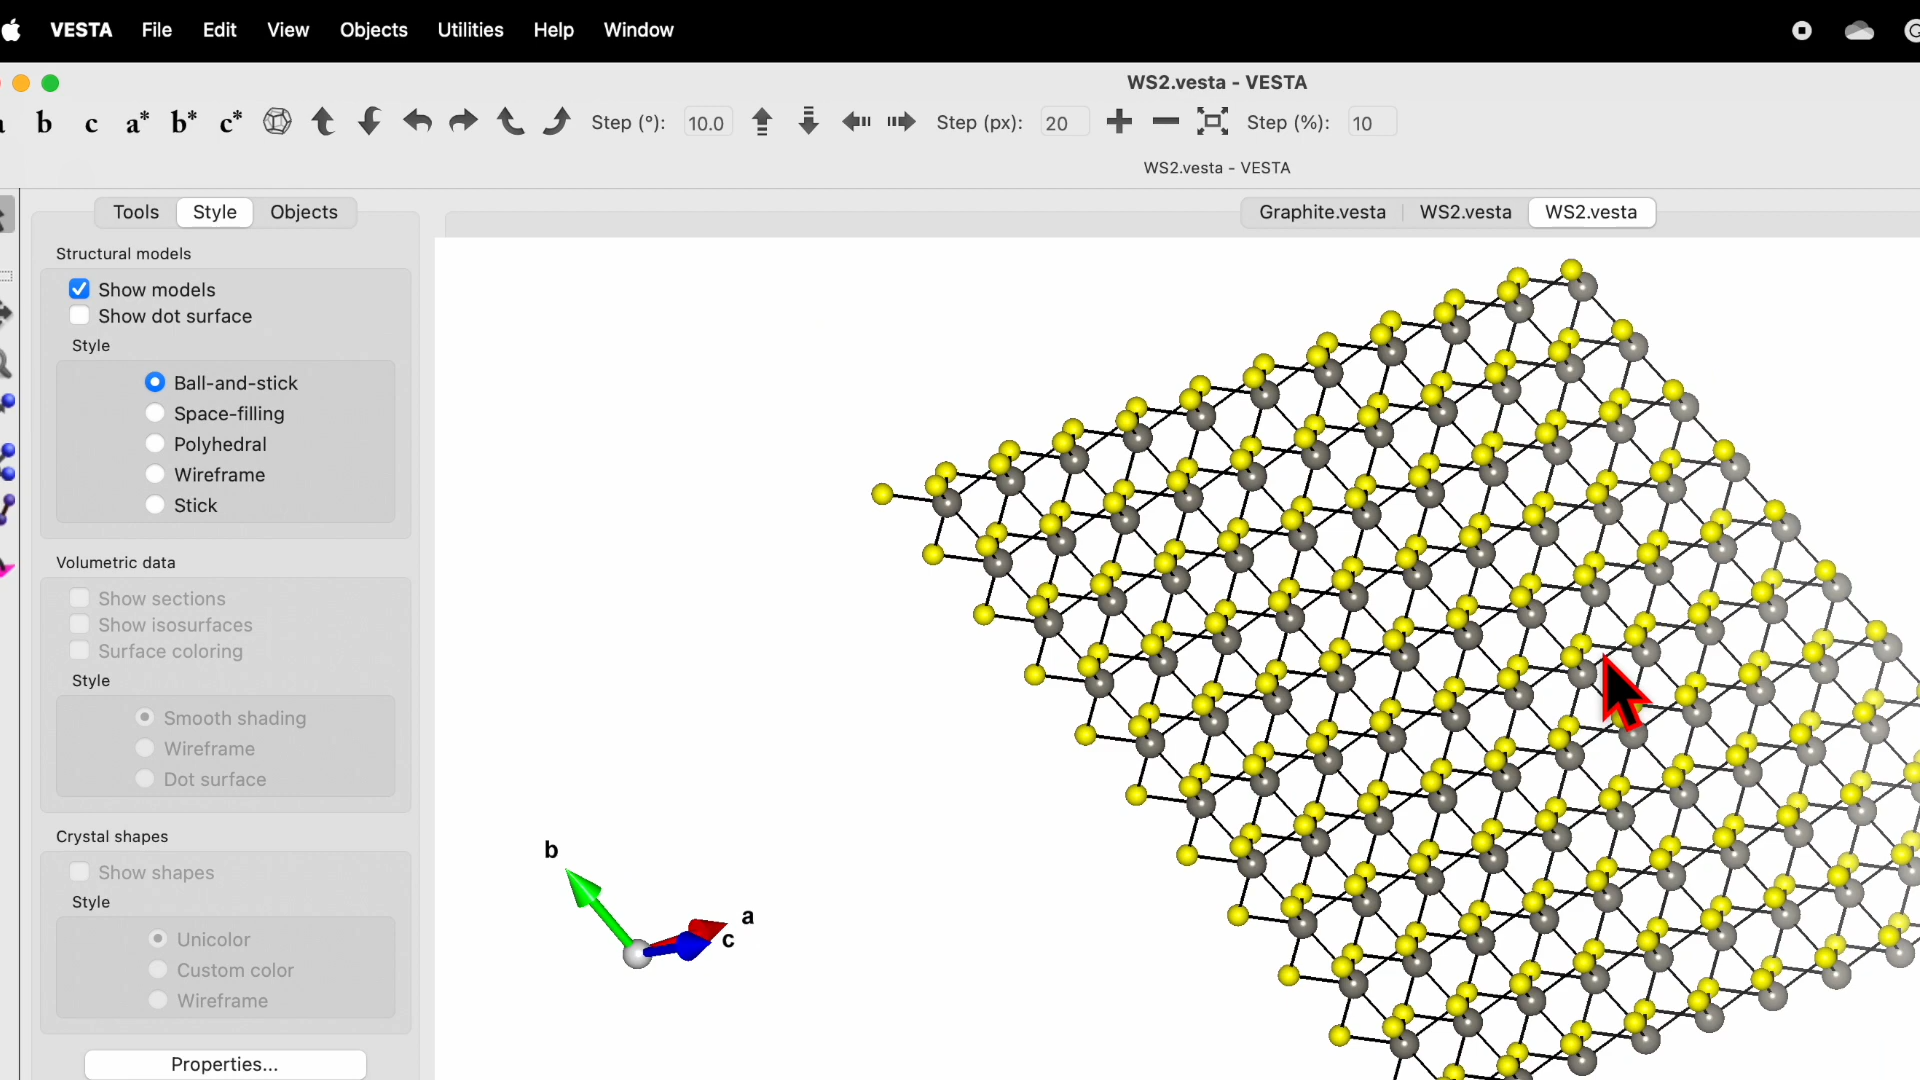 VESTA File Edit View Objects Utilities Help Window
WS2.vesta - VESTA
b c a* b* c* Step (°): 10.0 Step (px): 20 Step (%): 10
WS2.vesta - VESTA
Tools Style Objects
Graphite.vesta WS2.vesta WS2.vesta
Structural models
Show models
Show dot surface
Style
Ball-and-stick
Space-filling
Polyhedral
Wireframe
Stick
Volumetric data
Show sections
Show isosurfaces
Surface coloring
Style
Smooth shading
Wireframe
Dot surface
Crystal shapes
Show shapes
Style
Unicolor
Custom color
Wireframe
Properties...
b
a
c